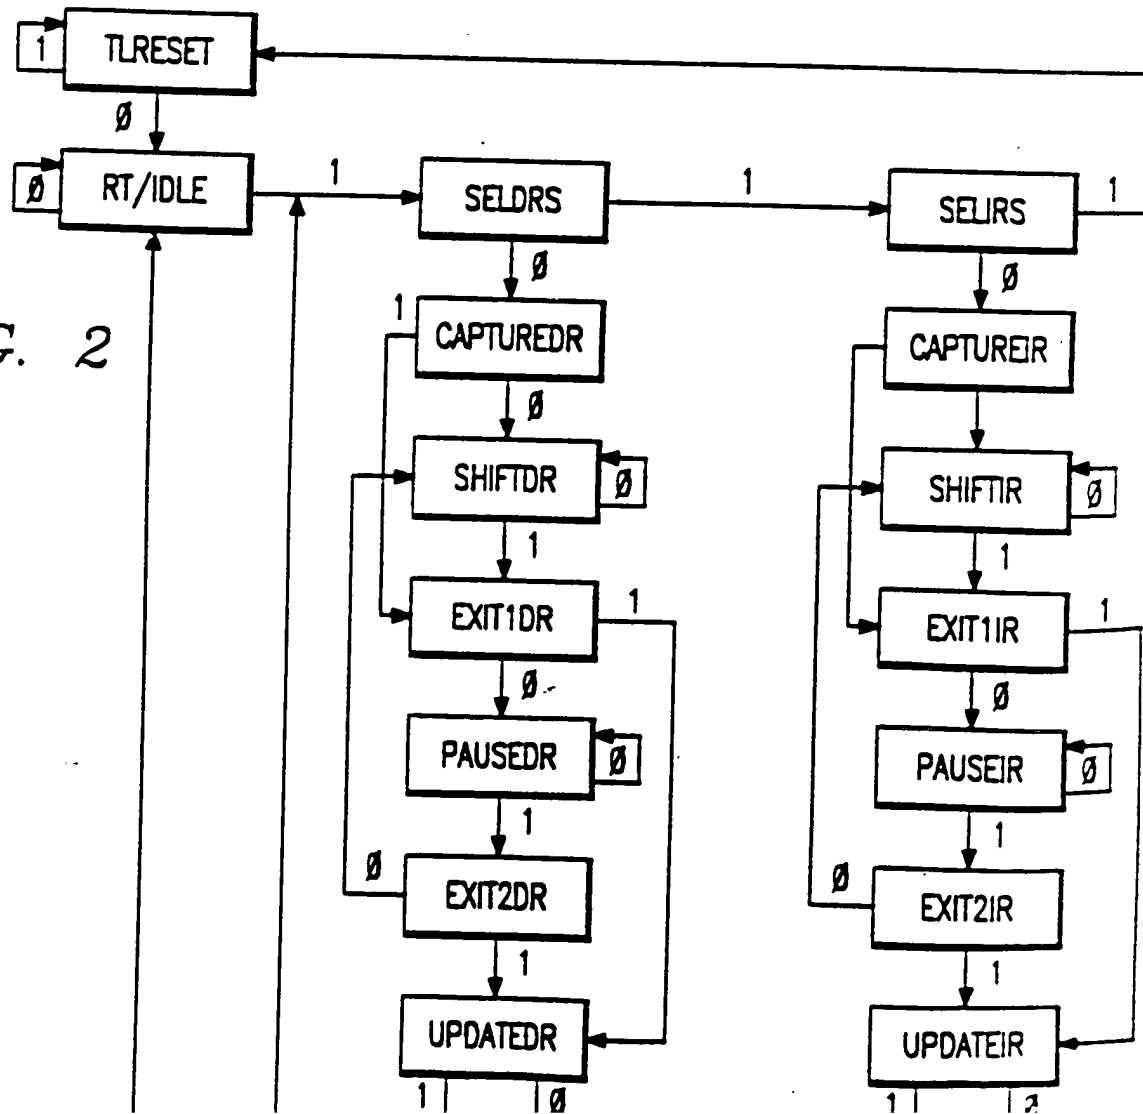 1
TLRESET
Ø
Ø
RT/IDLE
1
SELDRS
1
SELIRS
1
Ø
Ø
G. 2
1
CAPTUREDR
CAPTUREIR
Ø
SHIFTDR
Ø
SHIFTIR
Ø
1
1
EXIT1DR
1
EXIT1IR
1
Ø
Ø
PAUSEDR
Ø
PAUSEIR
Ø
1
1
Ø
EXIT2DR
Ø
EXIT2IR
1
1
UPDATEDR
UPDATEIR
1
Ø
1